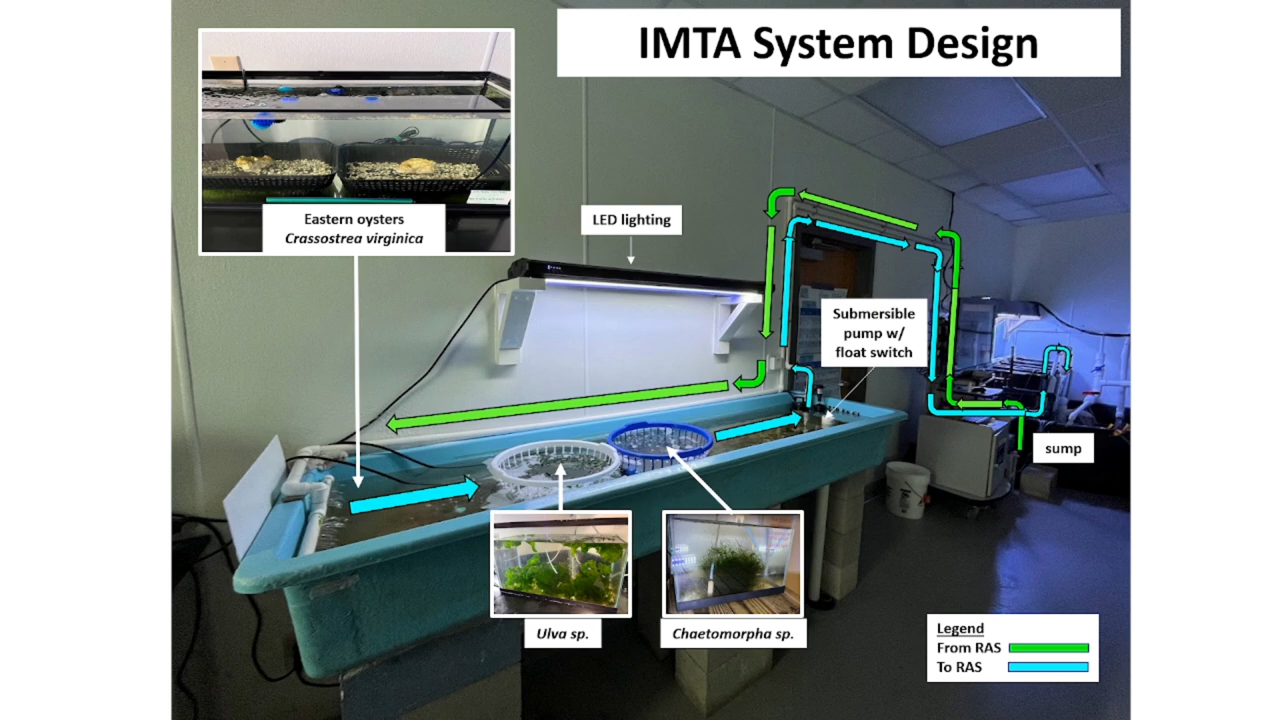 IMTA System Design
Eastern oysters
Crassostrea virginica
LED lighting
Submersible
pump w/
float switch
sump
Ulva sp.
Chaetomorpha sp.
Legend
From RAS
To RAS